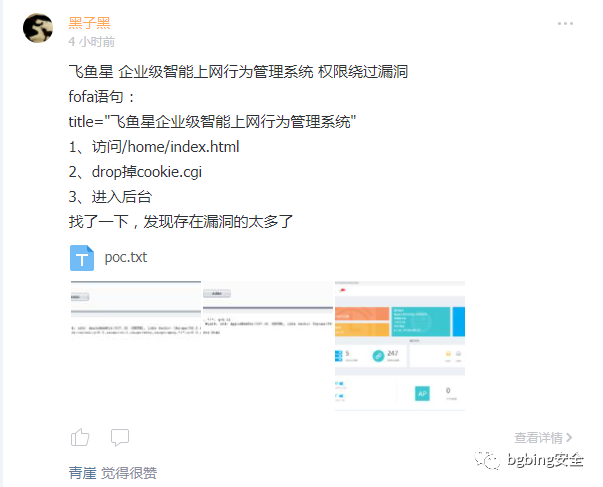 黑子黑
4 小时前
飞鱼星 企业级智能上网行为管理系统 权限绕过漏洞
fofa语句：
title="飞鱼星企业级智能上网行为管理系统"
1、访问/home/index.html
2、drop掉cookie.cgi
3、进入后台
找了一下，发现存在漏洞的太多了
T poc.txt
5
247
AP
0
查看详情
bgbing安全
青崖 觉得很赞